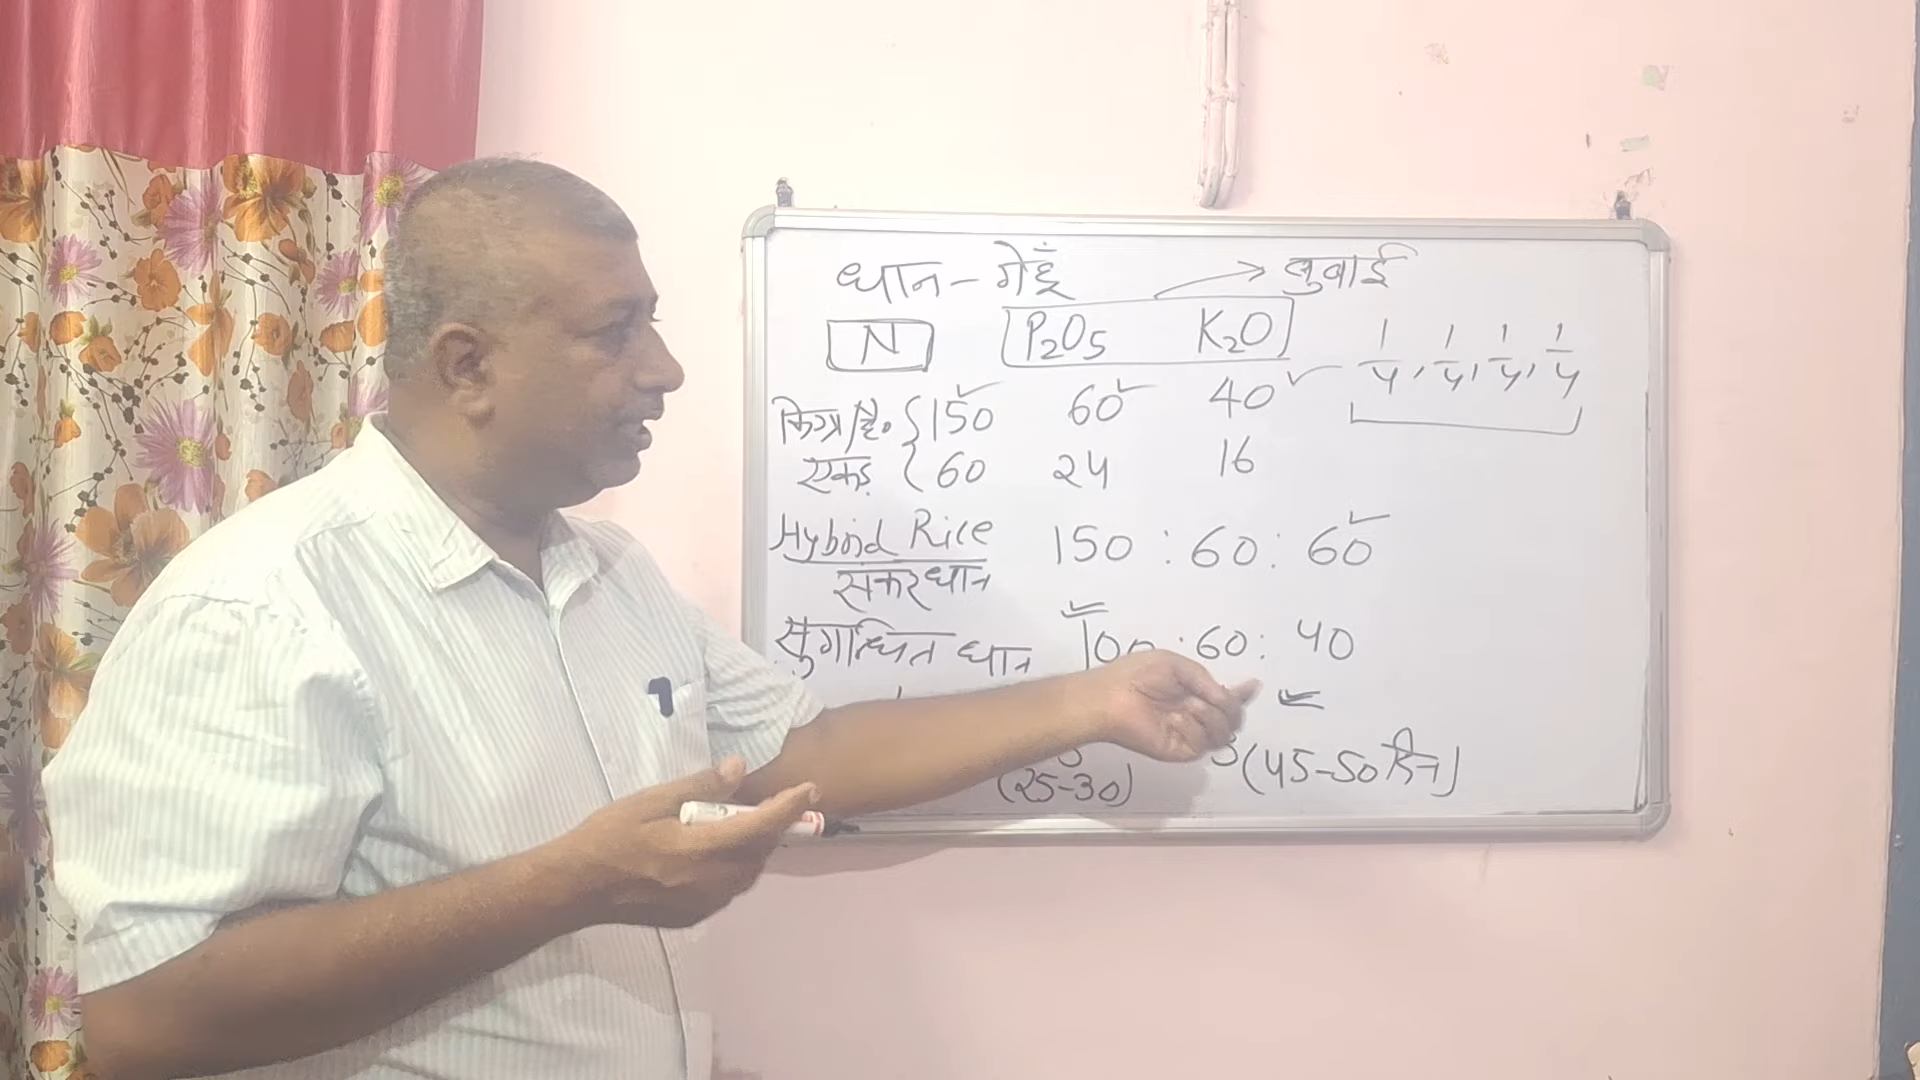 धान - गेहूँ → बुवाई
N P2O5 K2O
1/4, 1/4, 1/4, 1/4
किग्रा/है० { 150 60 40
एकड़ { 60 24 16
Hybrid Rice 150 : 60 : 60
संकर धान
सुगन्धित धान 100 : 60 : 40
(25-30) (45-50 दिन)